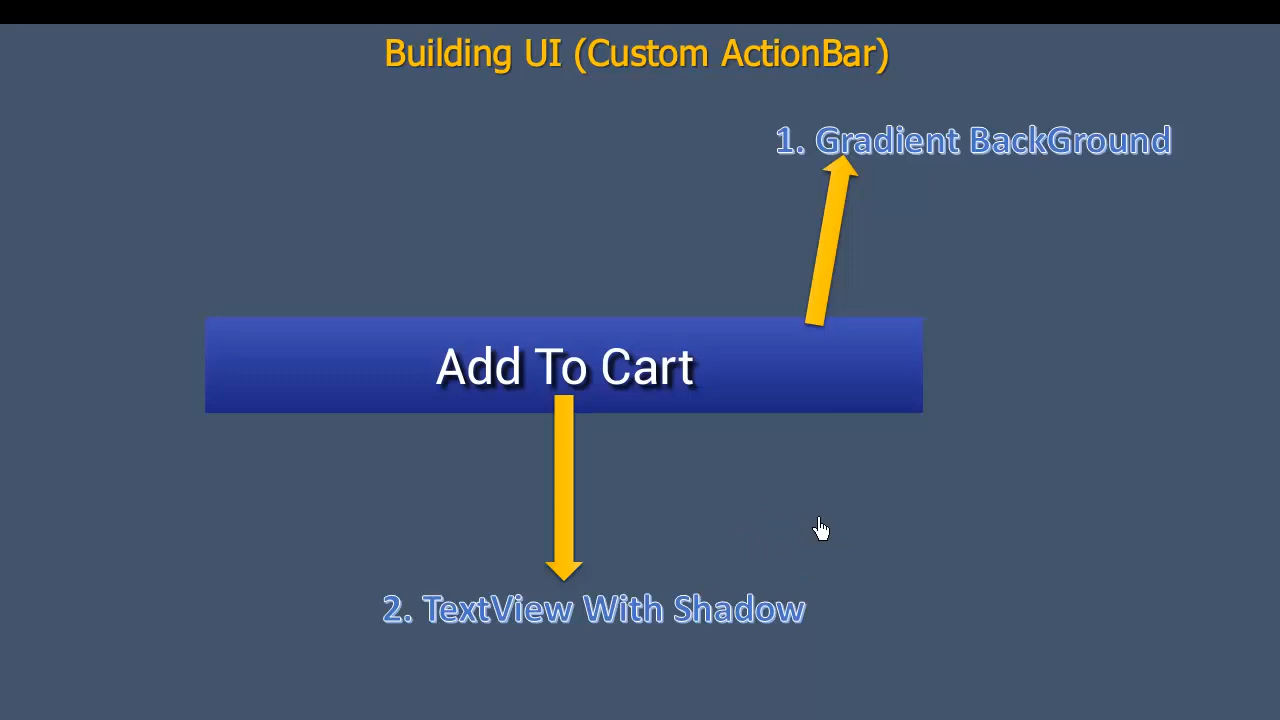 Building UI (Custom ActionBar)
1. Gradient BackGround
Add To Cart
2. TextView With Shadow